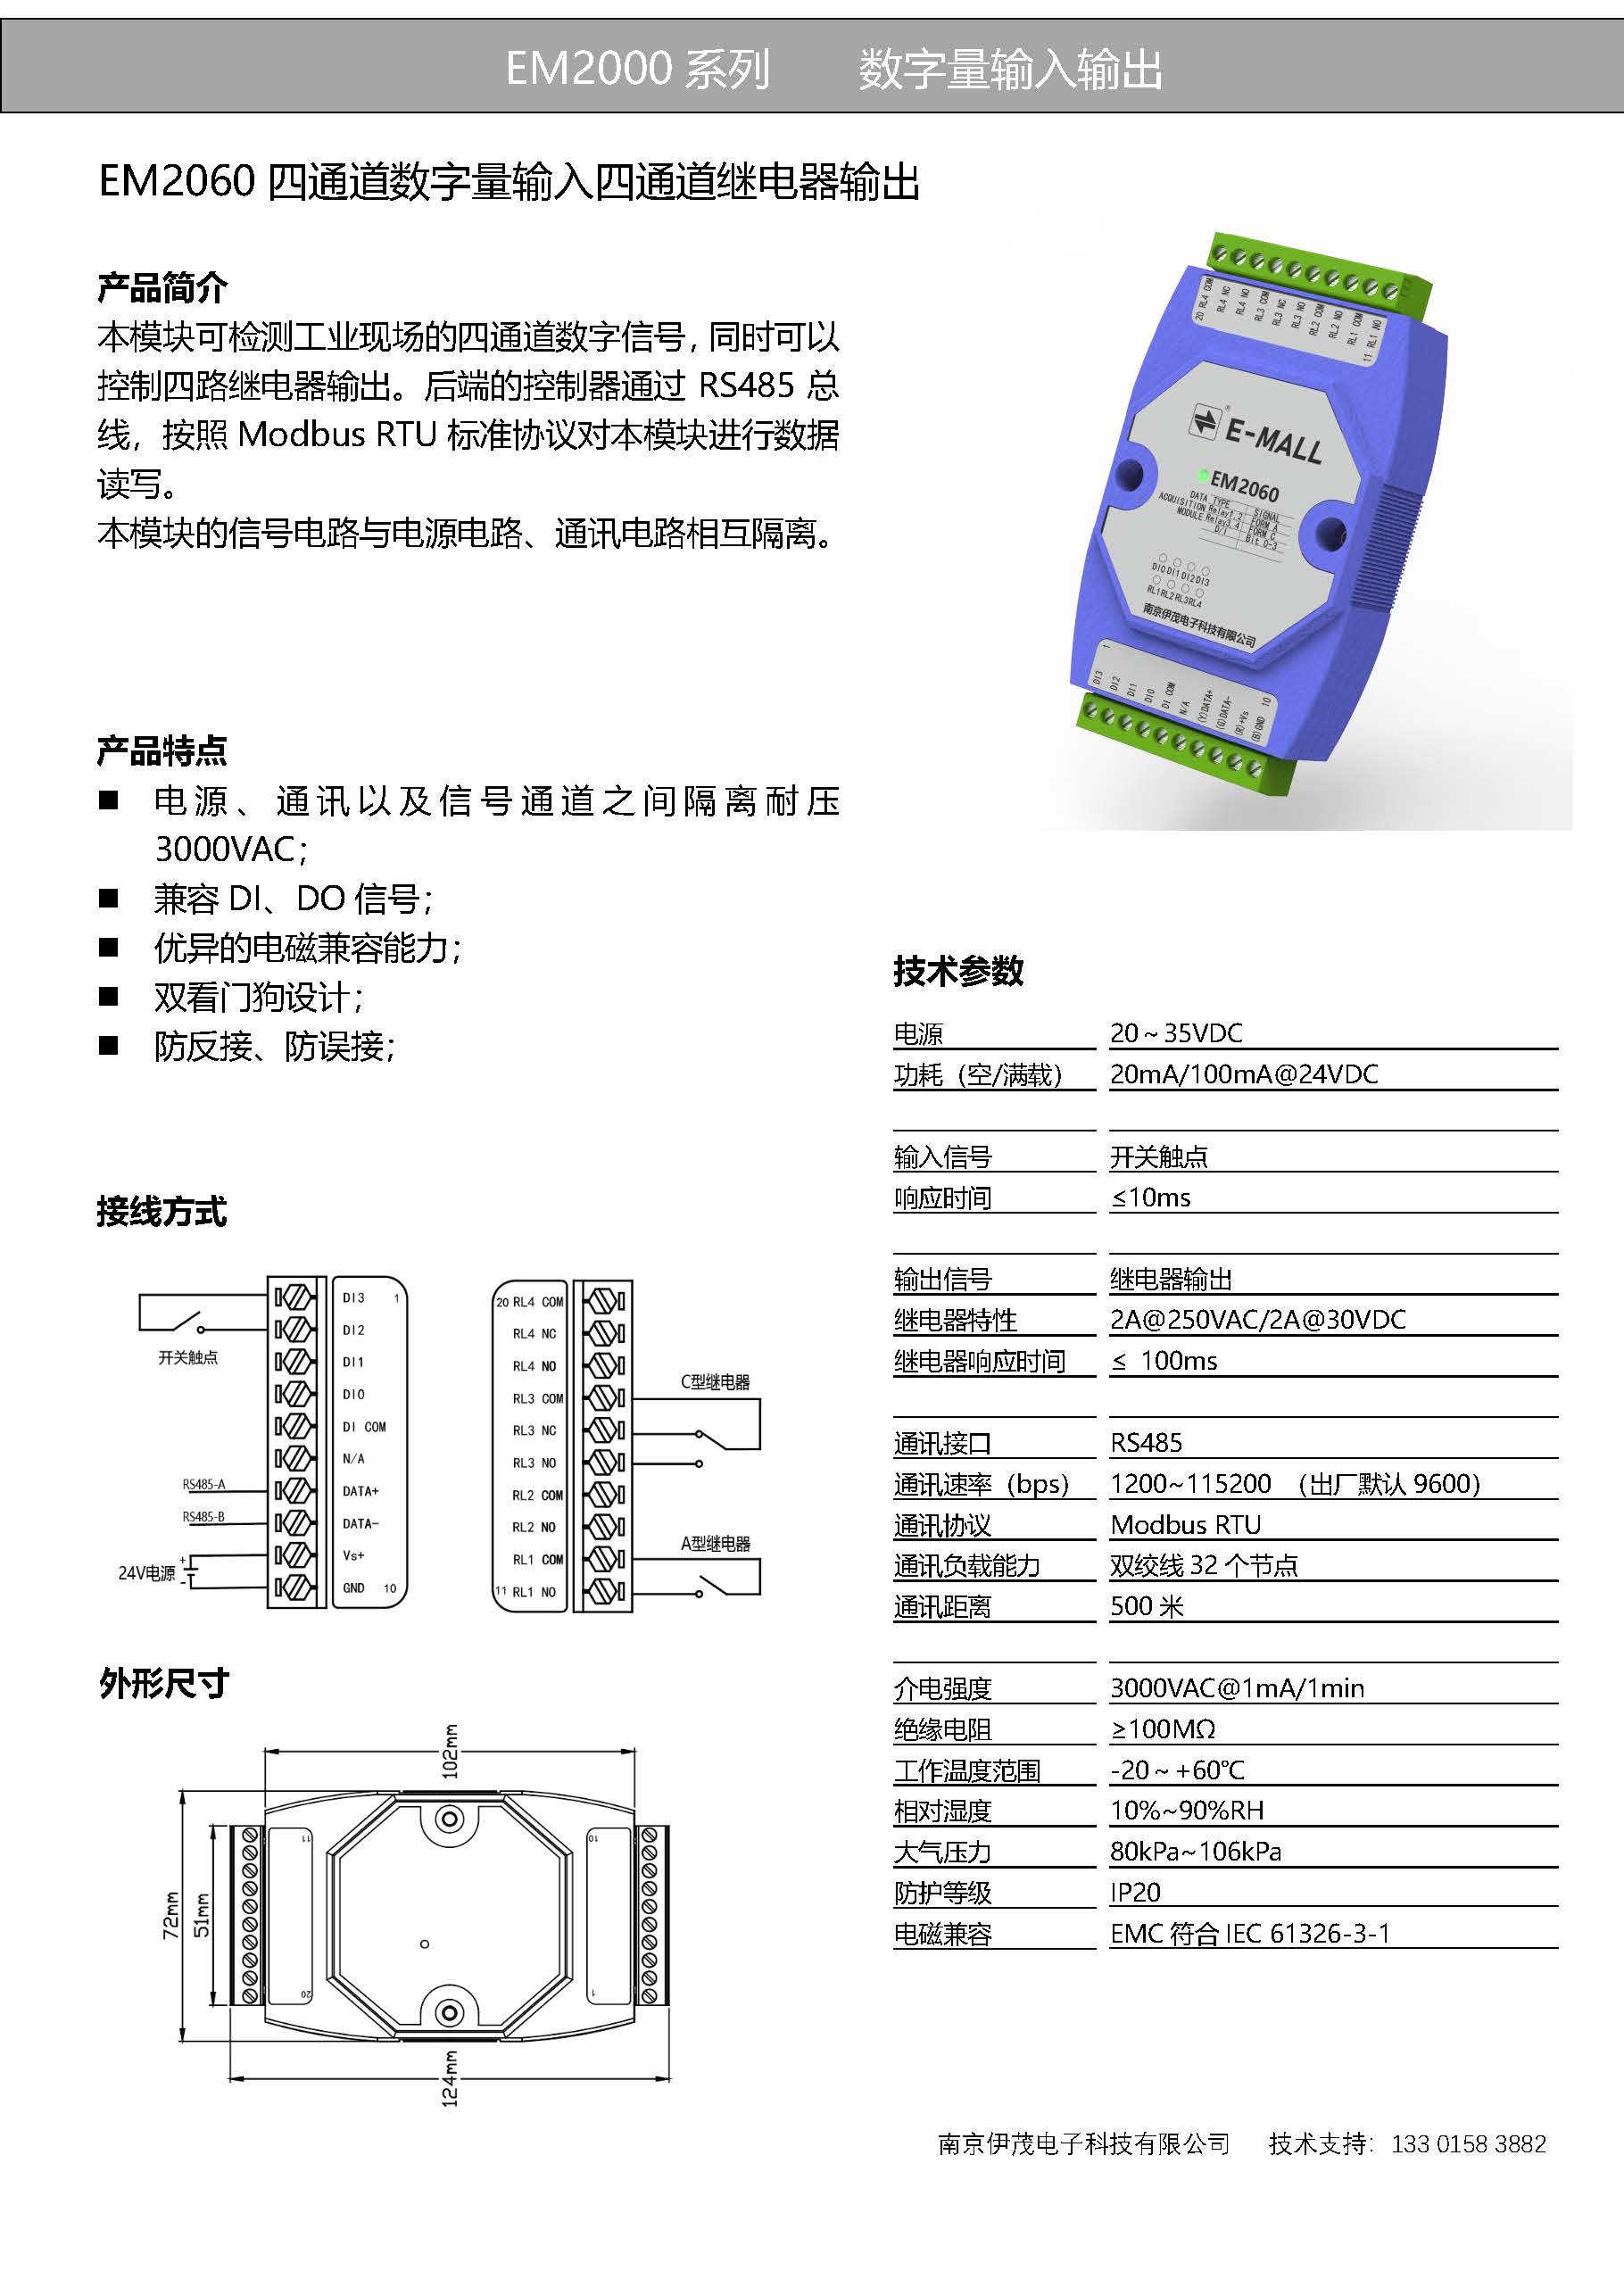 EM2000 系列 数字量输入输出
EM2060 四通道数字量输入四通道继电器输出
产品简介
本模块可检测工业现场的四通道数字信号，同时可以
控制四路继电器输出。后端的控制器通过 RS485 总
线，按照 Modbus RTU 标准协议对本模块进行数据
读写。
本模块的信号电路与电源电路、通讯电路相互隔离。
20 RL4 COM
RL4 NC
RL4 NO
RL3 COM
RL3 NC
RL3 NO
RL2 COM
RL2 NO
RL1 COM
11 RL1 NO
® E-MALL
EM2060
DATA TYPE SIGNAL
ACQUISITION Relay1,2 FORM A
MODULE Relay3,4 FORM C
D/I Bit 0-3
DI0 DI1 DI2 DI3
RL1 RL2 RL3 RL4
南京伊茂电子科技有限公司
DI3 1
DI2
DI1
DI0
DI COM
N/A
(Y)DATA+
(G)DATA-
(R)+Vs
(B)GND 10
产品特点
■ 电源、通讯以及信号通道之间隔离耐压
3000VAC；
■ 兼容 DI、DO 信号；
■ 优异的电磁兼容能力；
■ 双看门狗设计；
■ 防反接、防误接；
接线方式
开关触点
RS485-A
RS485-B
24V电源
+
-
DI3 1
DI2
DI1
DI0
DI COM
N/A
DATA+
DATA-
Vs+
GND 10
20 RL4 COM
RL4 NC
RL4 NO
RL3 COM
RL3 NC
RL3 NO
RL2 COM
RL2 NO
RL1 COM
11 RL1 NO
C型继电器
A型继电器
外形尺寸
102mm
72mm
51mm
124mm
11
20
10
1
技术参数
电源 20～35VDC
功耗（空/满载） 20mA/100mA@24VDC
输入信号 开关触点
响应时间 ≤10ms
输出信号 继电器输出
继电器特性 2A@250VAC/2A@30VDC
继电器响应时间 ≤ 100ms
通讯接口 RS485
通讯速率（bps） 1200~115200 （出厂默认 9600）
通讯协议 Modbus RTU
通讯负载能力 双绞线 32 个节点
通讯距离 500 米
介电强度 3000VAC@1mA/1min
绝缘电阻 ≥100MΩ
工作温度范围 -20～+60℃
相对湿度 10%~90%RH
大气压力 80kPa~106kPa
防护等级 IP20
电磁兼容 EMC 符合 IEC 61326-3-1
南京伊茂电子科技有限公司 技术支持：133 0158 3882